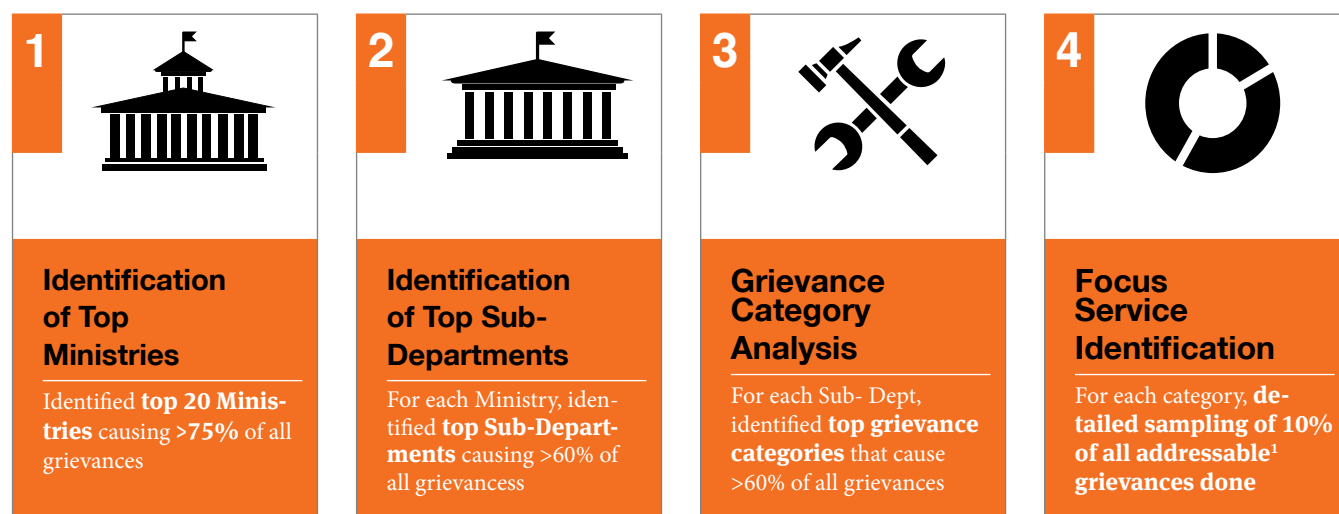 1
Identification
of Top
Ministries
Identified top 20 Minis-
tries causing >75% of all
grievances
2
Identification
of Top Sub-
Departments
For each Ministry, iden-
tified top Sub-Depart-
ments causing >60% of
all grievancess
3
Grievance
Category
Analysis
For each Sub- Dept,
identified top grievance
categories that cause
>60% of all grievances
4
Focus
Service
Identification
For each category, de-
tailed sampling of 10%
of all addressable¹
grievances done